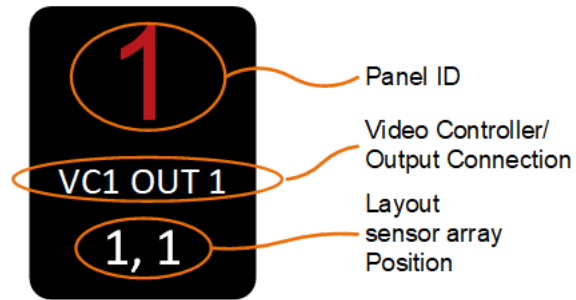 1
Panel ID
Video Controller/
Output Connection
VC1 OUT 1
Layout
sensor array
Position
1, 1